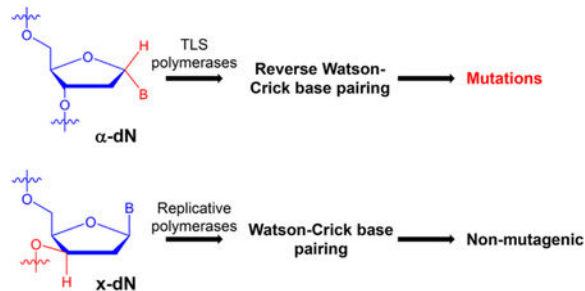 O
O
H
B
O
TLS
polymerases
Reverse Watson-
Crick base pairing
Mutations
α-dN
O
B
O
O
H
Replicative
polymerases
Watson-Crick base
pairing
Non-mutagenic
x-dN